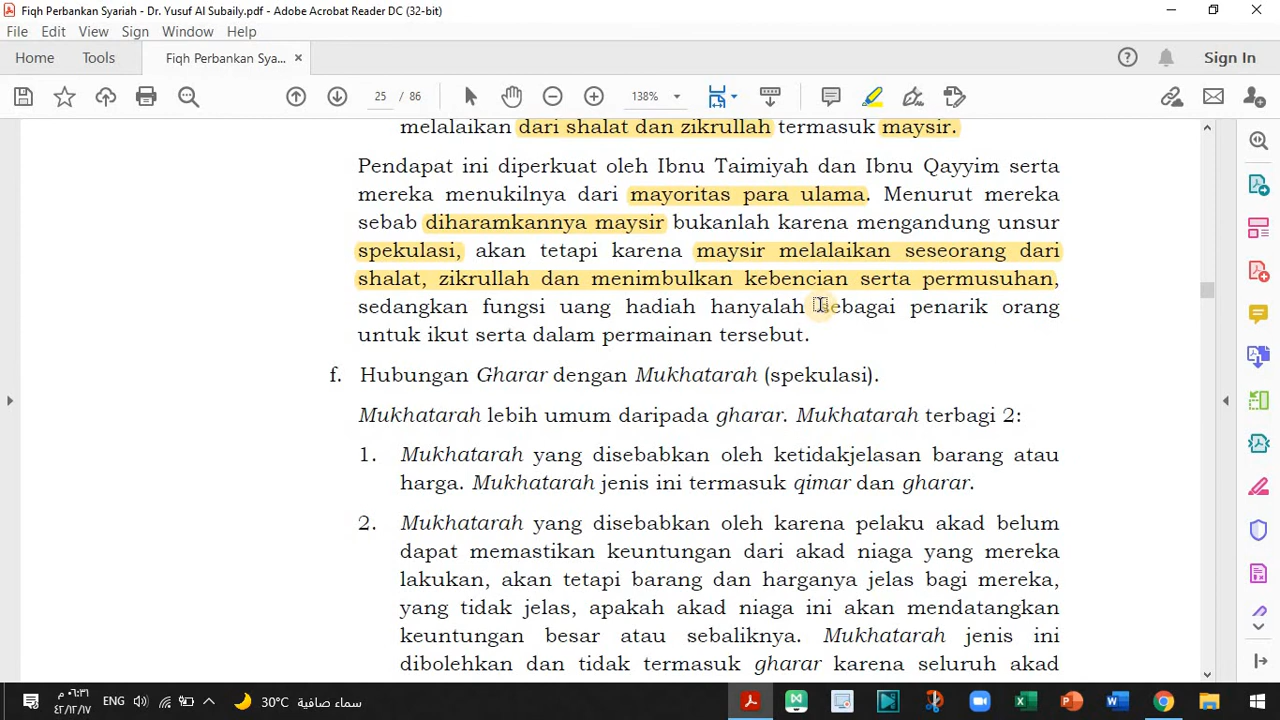 Fiqh Perbankan Syariah - Dr. Yusuf Al Subaily.pdf - Adobe Acrobat Reader DC (32-bit)
File Edit View Sign Window Help
Home Tools Fiqh Perbankan Sya... × Sign In
25 / 86 138%
melalaikan dari shalat dan zikrullah termasuk maysir.
Pendapat ini diperkuat oleh Ibnu Taimiyah dan Ibnu Qayyim serta
mereka menukilnya dari mayoritas para ulama. Menurut mereka
sebab diharamkannya maysir bukanlah karena mengandung unsur
spekulasi, akan tetapi karena maysir melalaikan seseorang dari
shalat, zikrullah dan menimbulkan kebencian serta permusuhan,
sedangkan fungsi uang hadiah hanyalah sebagai penarik orang
untuk ikut serta dalam permainan tersebut.
f. Hubungan Gharar dengan Mukhatarah (spekulasi).
Mukhatarah lebih umum daripada gharar. Mukhatarah terbagi 2:
1. Mukhatarah yang disebabkan oleh ketidakjelasan barang atau
harga. Mukhatarah jenis ini termasuk qimar dan gharar.
2. Mukhatarah yang disebabkan oleh karena pelaku akad belum
dapat memastikan keuntungan dari akad niaga yang mereka
lakukan, akan tetapi barang dan harganya jelas bagi mereka,
yang tidak jelas, apakah akad niaga ini akan mendatangkan
keuntungan besar atau sebaliknya. Mukhatarah jenis ini
dibolehkan dan tidak termasuk gharar karena seluruh akad
٠٦:٣١ م
٤٢/١٢/١٧
ENG
30°C سماء صافية